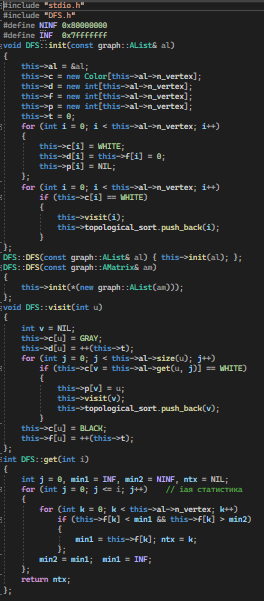 #include "stdio.h"
#include "DFS.h"
#define NINF 0x80000000
#define INF  0x7fffffff
void DFS::init(const graph::AList& al)
{
    this->al = &al;
    this->c = new Color[this->al->n_vertex];
    this->d = new int[this->al->n_vertex];
    this->f = new int[this->al->n_vertex];
    this->p = new int[this->al->n_vertex];
    this->t = 0;
    for (int i = 0; i < this->al->n_vertex; i++)
    {
        this->c[i] = WHITE;
        this->d[i] = this->f[i] = 0;
        this->p[i] = NIL;
    };
    for (int i = 0; i < this->al->n_vertex; i++)
        if (this->c[i] == WHITE)
        {
            this->visit(i);
            this->topological_sort.push_back(i);
        }
};
DFS::DFS(const graph::AList& al) { this->init(al); };
DFS::DFS(const graph::AMatrix& am)
{
    this->init(*(new graph::AList(am)));
};
void DFS::visit(int u)
{
    int v = NIL;
    this->c[u] = GRAY;
    this->d[u] = ++(this->t);
    for (int j = 0; j < this->al->size(u); j++)
        if (this->c[v = this->al->get(u, j)] == WHITE)
        {
            this->p[v] = u;
            this->visit(v);
            this->topological_sort.push_back(v);
        }
    this->c[u] = BLACK;
    this->f[u] = ++(this->t);
};
int DFS::get(int i)
{
    int j = 0, min1 = INF, min2 = NINF, ntx = NIL;
    for (int j = 0; j <= i; j++)    // iая статистика
    {
        for (int k = 0; k < this->al->n_vertex; k++)
            if (this->f[k] < min1 && this->f[k] > min2)
            {
                min1 = this->f[k]; ntx = k;
            };
        min2 = min1;  min1 = INF;
    };
    return ntx;
};